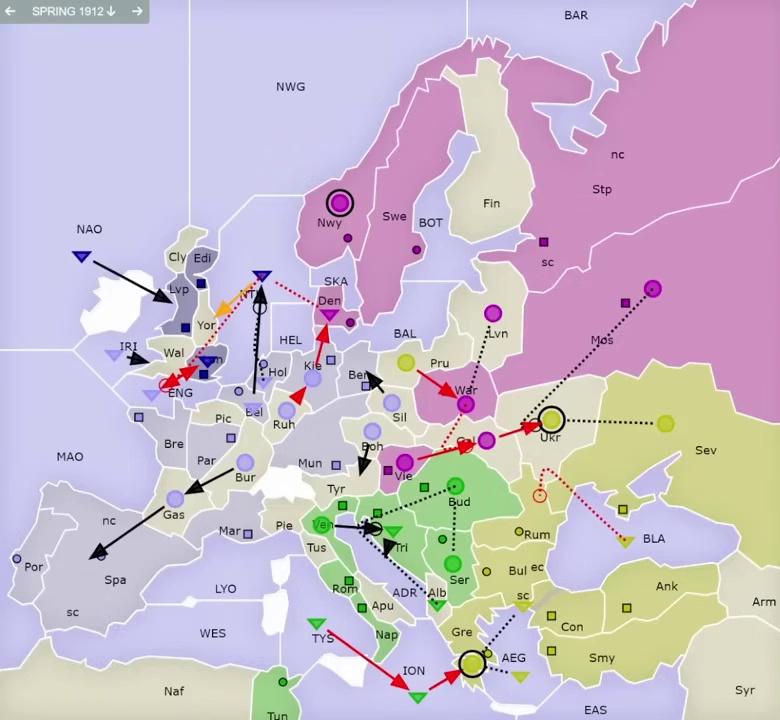 ← SPRING 1912 ↓ →
BAR
NWG
nc
Stp
Fin
Nwy
Swe
BOT
NAO
Cly
Edi
sc
SKA
Den
Lvp
Yor
Lvn
Mos
HEL
BAL
IRI
Wal
Kie
Pru
Hol
Ber
War
ENG
Bel
Sil
Ruh
Pic
Gal
Ukr
Sev
Bre
Boh
MAO
Par
Mun
Vie
Bur
Tyr
Bud
nc
Gas
Ven
Rum
BLA
Mar
Pie
Tri
Por
Tus
Ser
Bul
ec
Spa
Rom
ADR
Alb
Ank
Arm
LYO
Apu
sc
Con
sc
WES
Nap
Gre
TYS
AEG
Smy
ION
Naf
Syr
Tun
EAS